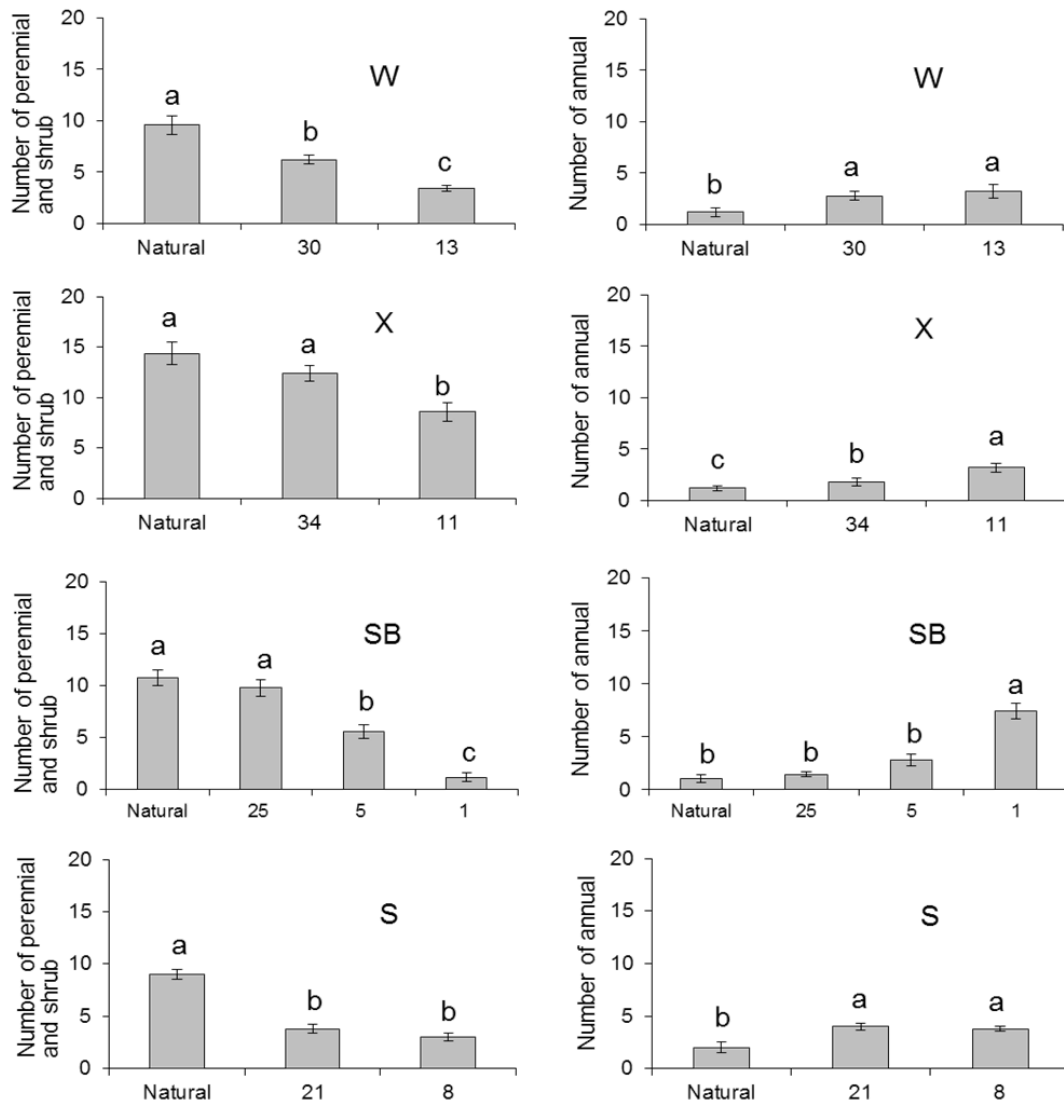 Number of perennial
and shrub
20
15
10
5
0
W
a
b
c
Natural 30 13
Number of annual
20
15
10
5
0
W
b
a
a
Natural 30 13
Number of perennial
and shrub
20
15
10
5
0
X
a
a
b
Natural 34 11
Number of annual
20
15
10
5
0
X
c
b
a
Natural 34 11
Number of perennial
and shrub
20
15
10
5
0
SB
a
a
b
c
Natural 25 5 1
Number of annual
20
15
10
5
0
SB
b
b
b
a
Natural 25 5 1
Number of perennial
and shrub
20
15
10
5
0
S
a
b
b
Natural 21 8
Number of annual
20
15
10
5
0
S
b
a
a
Natural 21 8